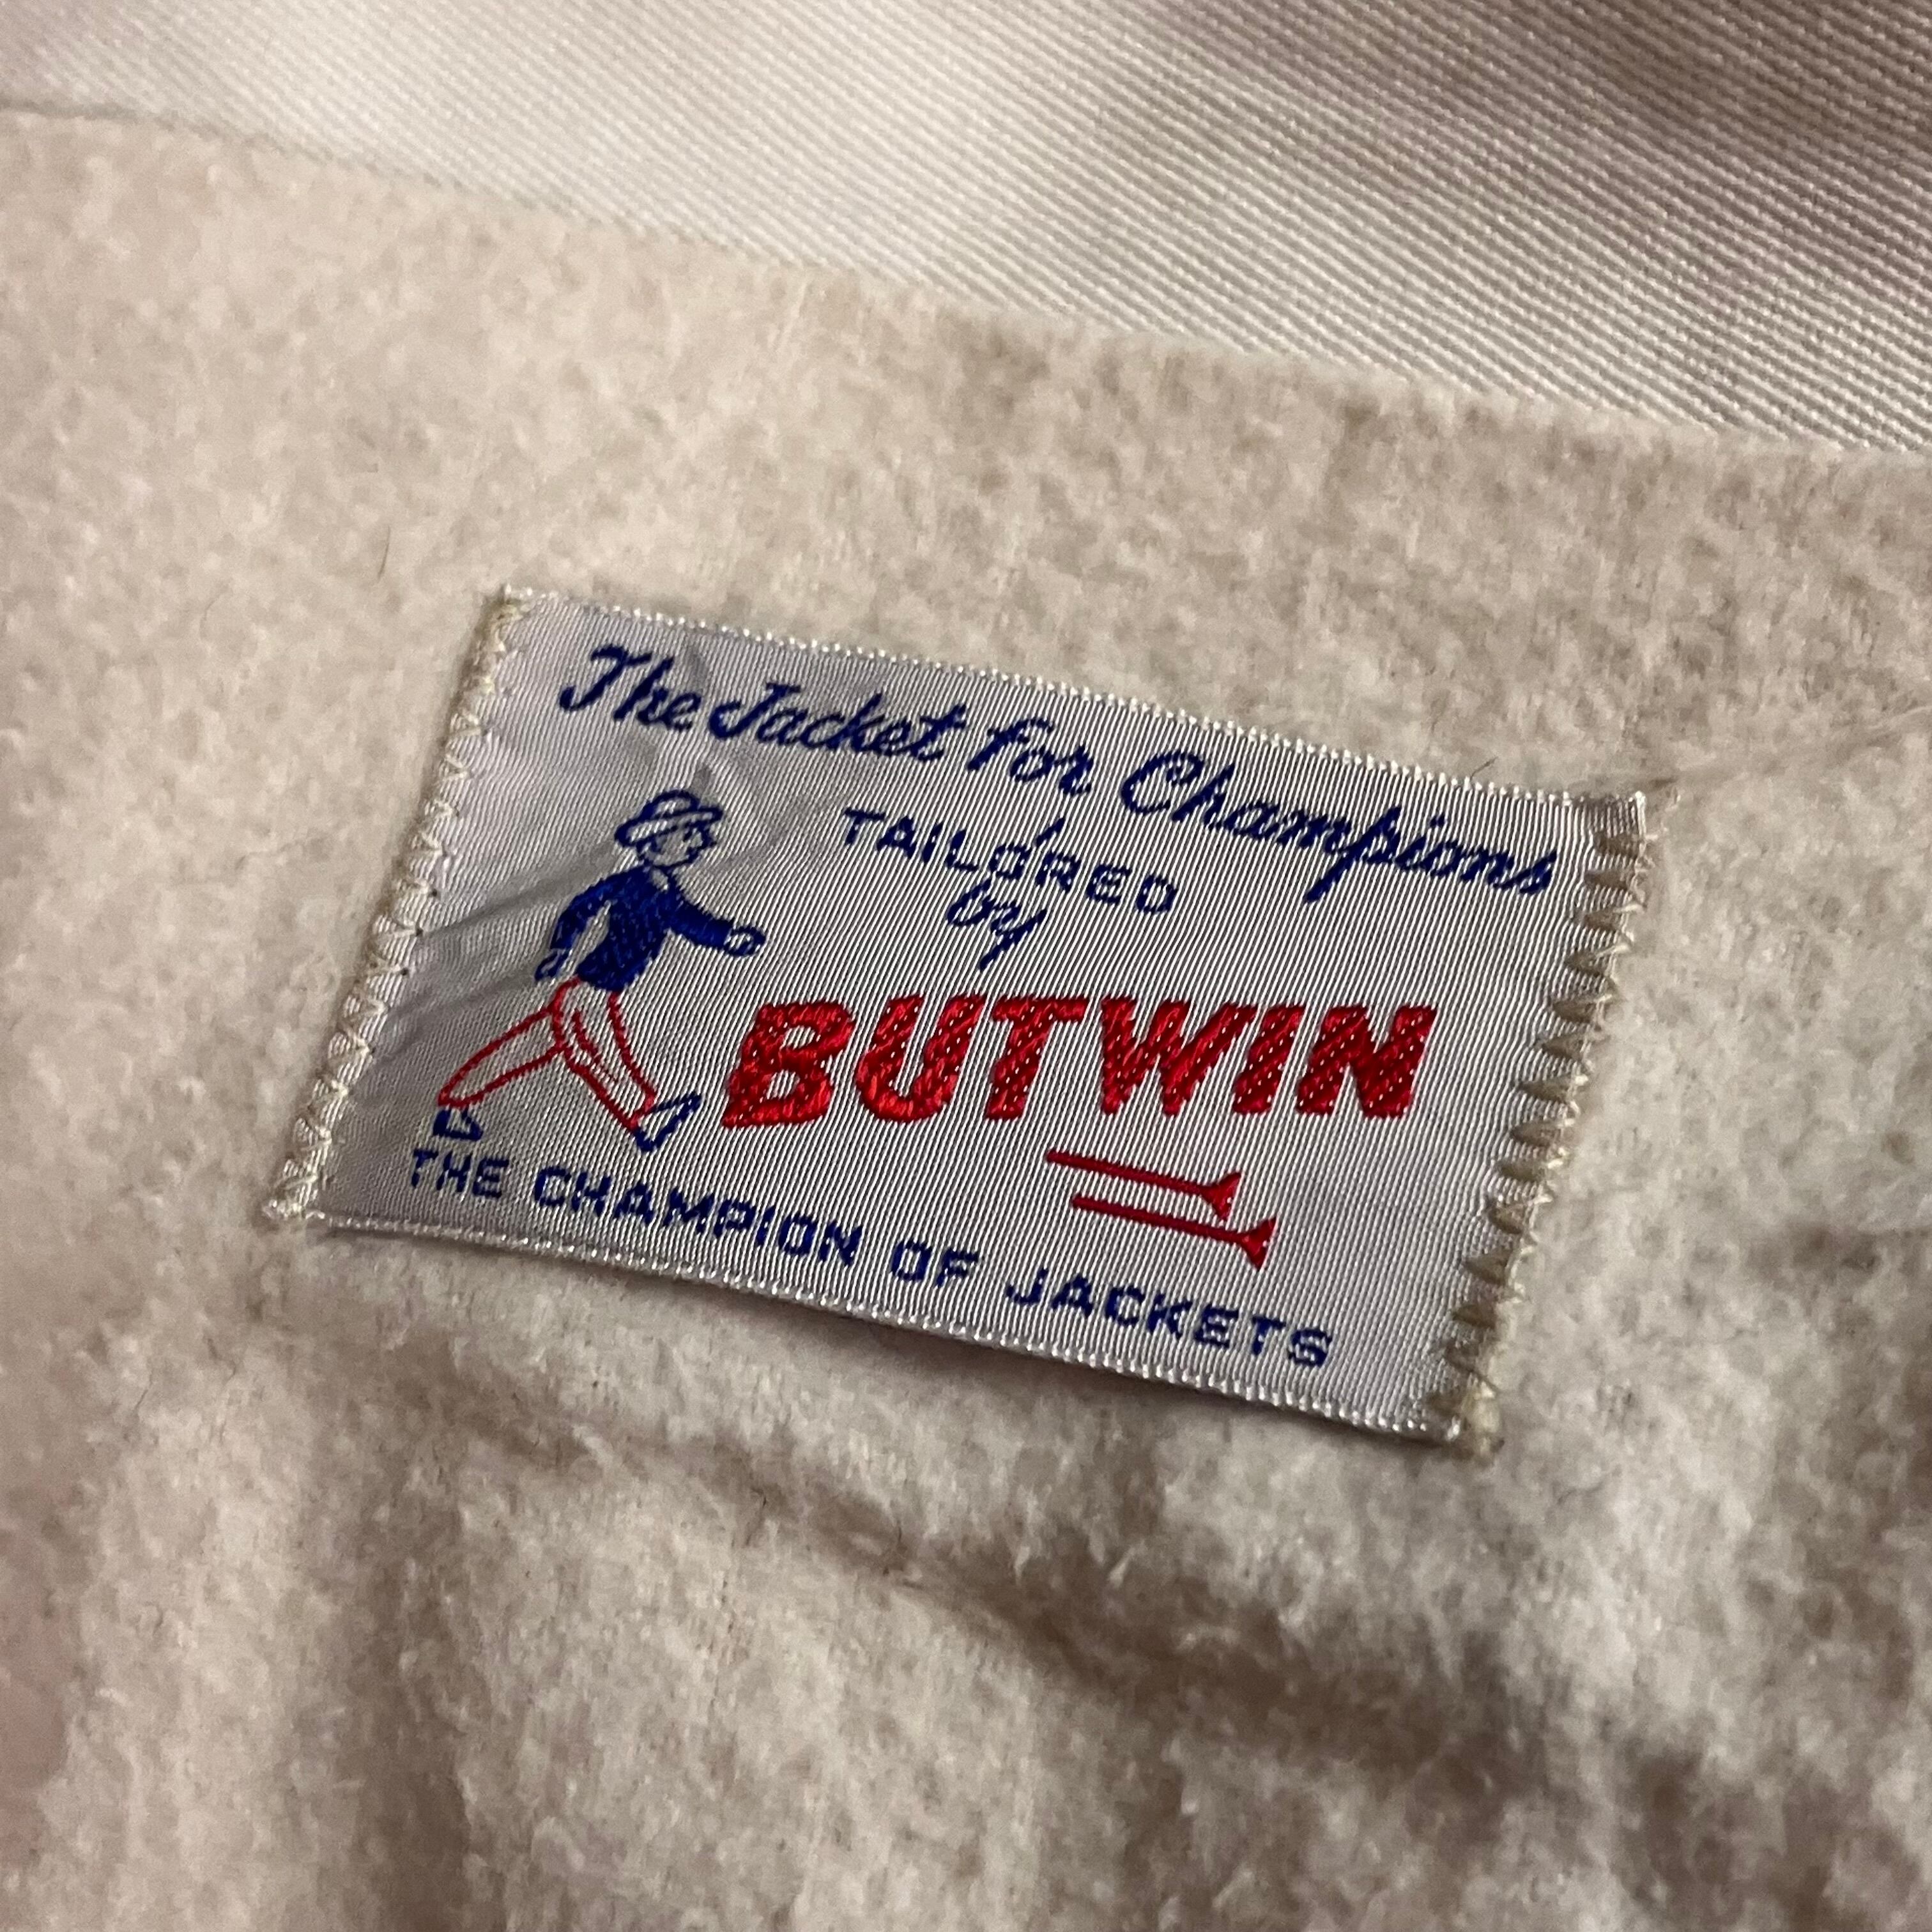 The Jacket for Champions
TAILORED
by
BUTWIN
THE CHAMPION OF JACKETS